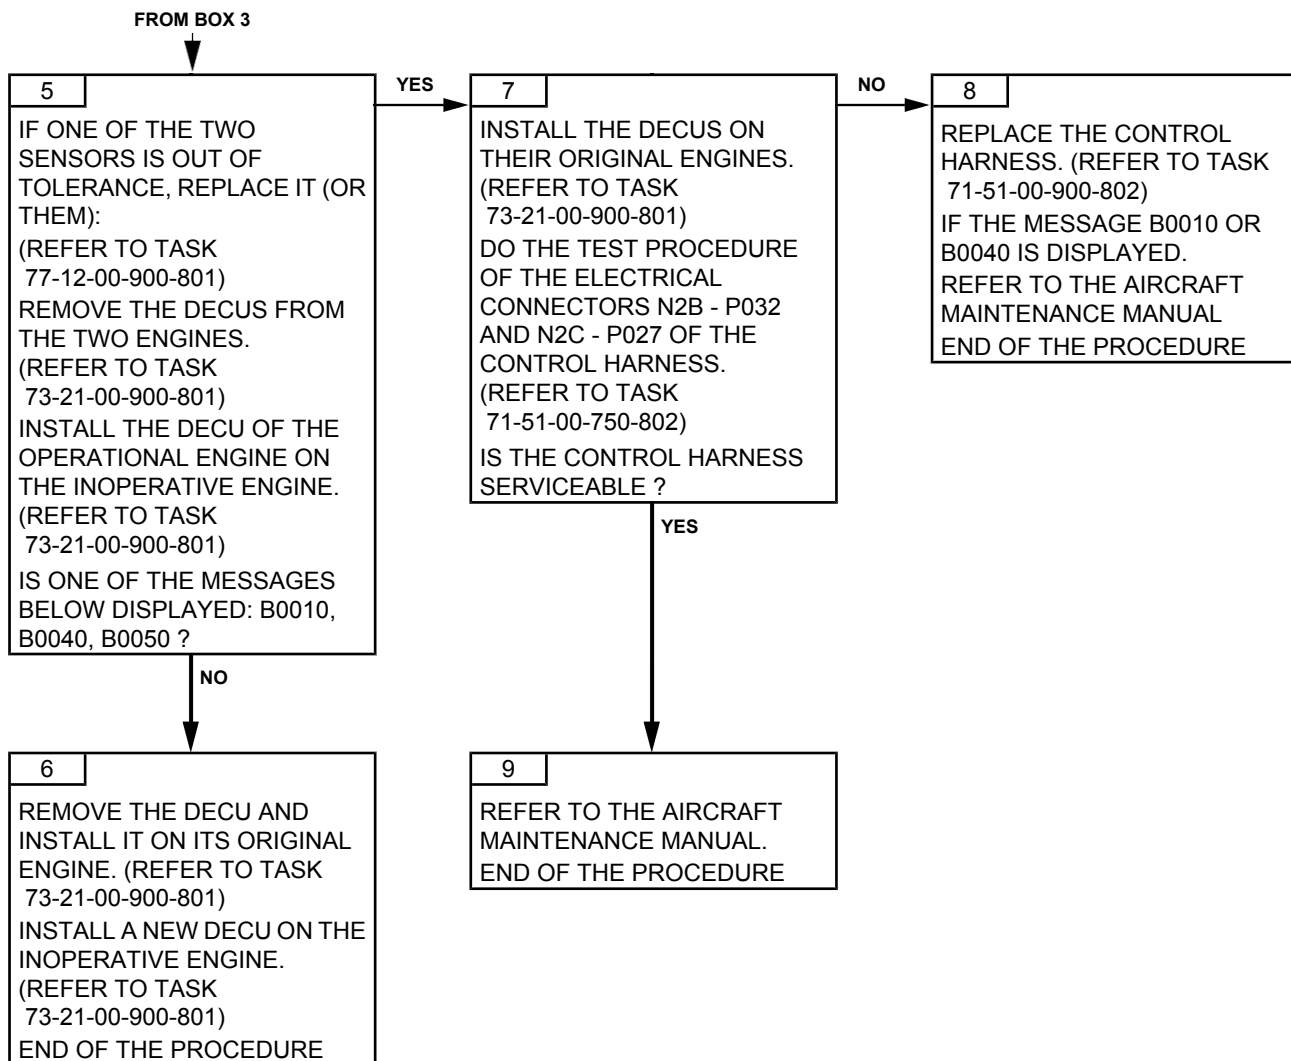 FROM BOX 3
5
IF ONE OF THE TWO
SENSORS IS OUT OF
TOLERANCE, REPLACE IT (OR
THEM):
(REFER TO TASK
77-12-00-900-801)
REMOVE THE DECUS FROM
THE TWO ENGINES.
(REFER TO TASK
73-21-00-900-801)
INSTALL THE DECU OF THE
OPERATIONAL ENGINE ON
THE INOPERATIVE ENGINE.
(REFER TO TASK
73-21-00-900-801)
IS ONE OF THE MESSAGES
BELOW DISPLAYED: B0010,
B0040, B0050 ?
YES
NO
7
INSTALL THE DECUS ON
THEIR ORIGINAL ENGINES.
(REFER TO TASK
73-21-00-900-801)
DO THE TEST PROCEDURE
OF THE ELECTRICAL
CONNECTORS N2B - P032
AND N2C - P027 OF THE
CONTROL HARNESS.
(REFER TO TASK
71-51-00-750-802)
IS THE CONTROL HARNESS
SERVICEABLE ?
NO
YES
8
REPLACE THE CONTROL
HARNESS. (REFER TO TASK
71-51-00-900-802)
IF THE MESSAGE B0010 OR
B0040 IS DISPLAYED.
REFER TO THE AIRCRAFT
MAINTENANCE MANUAL
END OF THE PROCEDURE
6
REMOVE THE DECU AND
INSTALL IT ON ITS ORIGINAL
ENGINE. (REFER TO TASK
73-21-00-900-801)
INSTALL A NEW DECU ON THE
INOPERATIVE ENGINE.
(REFER TO TASK
73-21-00-900-801)
END OF THE PROCEDURE
9
REFER TO THE AIRCRAFT
MAINTENANCE MANUAL.
END OF THE PROCEDURE